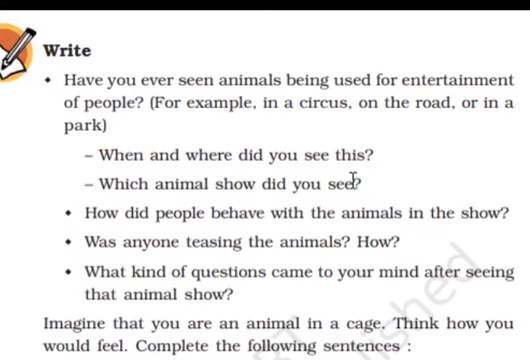 Write
• Have you ever seen animals being used for entertainment
of people? (For example, in a circus, on the road, or in a
park)
– When and where did you see this?
– Which animal show did you see?
• How did people behave with the animals in the show?
• Was anyone teasing the animals? How?
• What kind of questions came to your mind after seeing
that animal show?
Imagine that you are an animal in a cage. Think how you
would feel. Complete the following sentences :